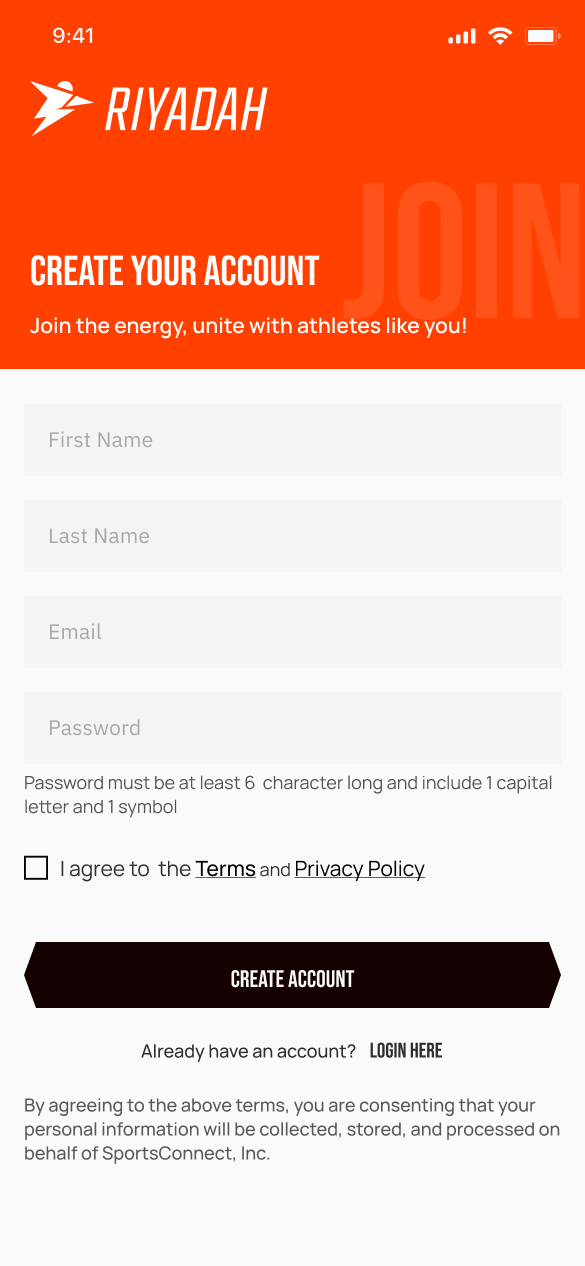 9:41
RIYADAH
JOIN
CREATE YOUR ACCOUNT
Join the energy, unite with athletes like you!
First Name
Last Name
Email
Password
Password must be at least 6  character long and include 1 capital
letter and 1 symbol
I agree to  the Terms and Privacy Policy
CREATE ACCOUNT
Already have an account? LOGIN HERE
By agreeing to the above terms, you are consenting that your
personal information will be collected, stored, and processed on
behalf of SportsConnect, Inc.